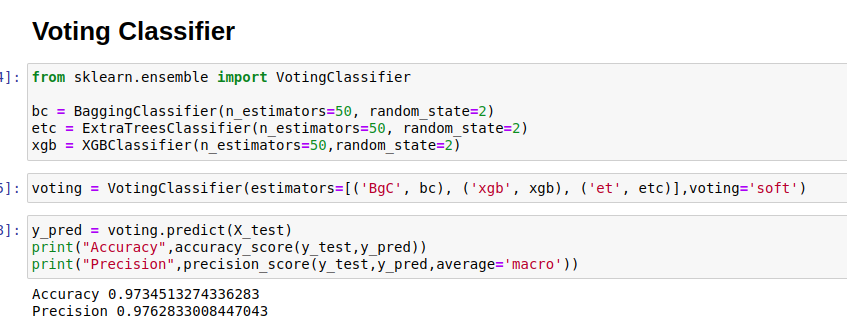 Voting Classifier
4]: from sklearn.ensemble import VotingClassifier
bc = BaggingClassifier(n_estimators=50, random_state=2)
etc = ExtraTreesClassifier(n_estimators=50, random_state=2)
xgb = XGBClassifier(n_estimators=50,random_state=2)
5]: voting = VotingClassifier(estimators=[('BgC', bc), ('xgb', xgb), ('et', etc)],voting='soft')
3]: y_pred = voting.predict(X_test)
print("Accuracy",accuracy_score(y_test,y_pred))
print("Precision",precision_score(y_test,y_pred,average='macro'))
Accuracy 0.9734513274336283
Precision 0.9762833008447043